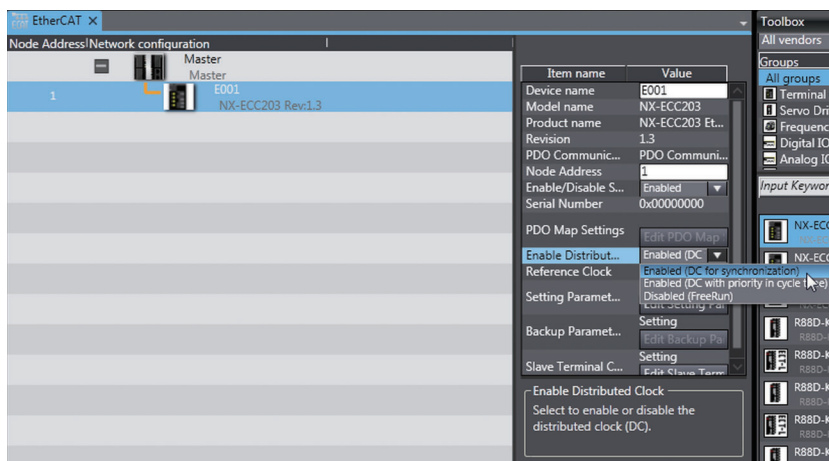 EtherCAT
Node Address Network configuration
Master
Master
1
E001
NX-ECC203 Rev:1.3
Item name Value
Device name E001
Model name NX-ECC203
Product name NX-ECC203 Et...
Revision 1.3
PDO Communic... PDO Communi...
Node Address 1
Enable/Disable S... Enabled
Serial Number 0x00000000
PDO Map Settings Edit PDO Map
Enable Distribut... Enabled (DC
Reference Clock
Enabled (DC for synchronization)
Enabled (DC with priority in cycle
Disabled (FreeRun)
Setting Paramet...
Setting
Backup Paramet... Edit Backup Pa
Setting
Slave Terminal C... Edit Slave Term
Enable Distributed Clock
Select to enable or disable the
distributed clock (DC).
Toolbox
All vendors
Groups
All groups
Terminal
Servo Dri
Frequenc
Digital IO
Analog IO
Input Keywor
NX-ECC
NX-ECC
R88D-K
R88D-K
R88D-K
R88D-K
R88D-K
R88D-K
R88D-K
R88D-K
R88D-K